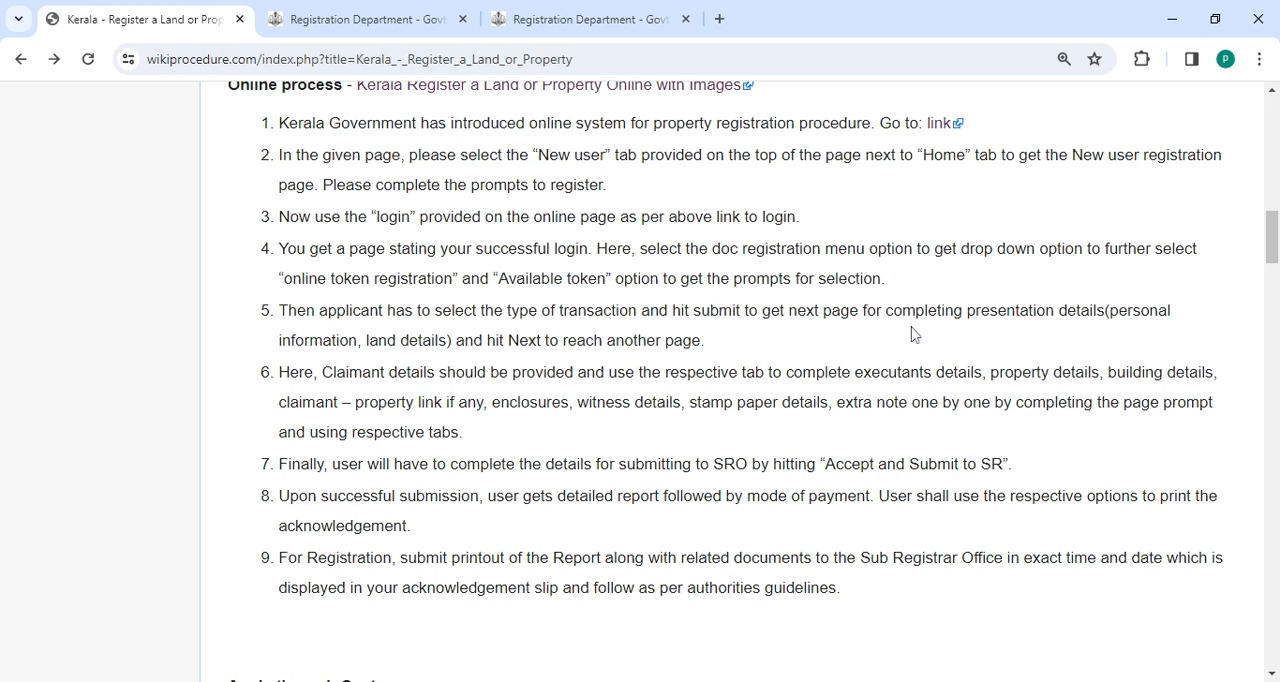 Kerala - Register a Land or Prop
Registration Department - Govt
Registration Department - Govt
wikiprocedure.com/index.php?title=Kerala_-_Register_a_Land_or_Property
P
Online process - Kerala Register a Land or Property Online with Images
1. Kerala Government has introduced online system for property registration procedure. Go to: link
2. In the given page, please select the “New user” tab provided on the top of the page next to “Home” tab to get the New user registration
page. Please complete the prompts to register.
3. Now use the “login” provided on the online page as per above link to login.
4. You get a page stating your successful login. Here, select the doc registration menu option to get drop down option to further select
“online token registration” and “Available token” option to get the prompts for selection.
5. Then applicant has to select the type of transaction and hit submit to get next page for completing presentation details(personal
information, land details) and hit Next to reach another page.
6. Here, Claimant details should be provided and use the respective tab to complete executants details, property details, building details,
claimant – property link if any, enclosures, witness details, stamp paper details, extra note one by one by completing the page prompt
and using respective tabs.
7. Finally, user will have to complete the details for submitting to SRO by hitting “Accept and Submit to SR”.
8. Upon successful submission, user gets detailed report followed by mode of payment. User shall use the respective options to print the
acknowledgement.
9. For Registration, submit printout of the Report along with related documents to the Sub Registrar Office in exact time and date which is
displayed in your acknowledgement slip and follow as per authorities guidelines.